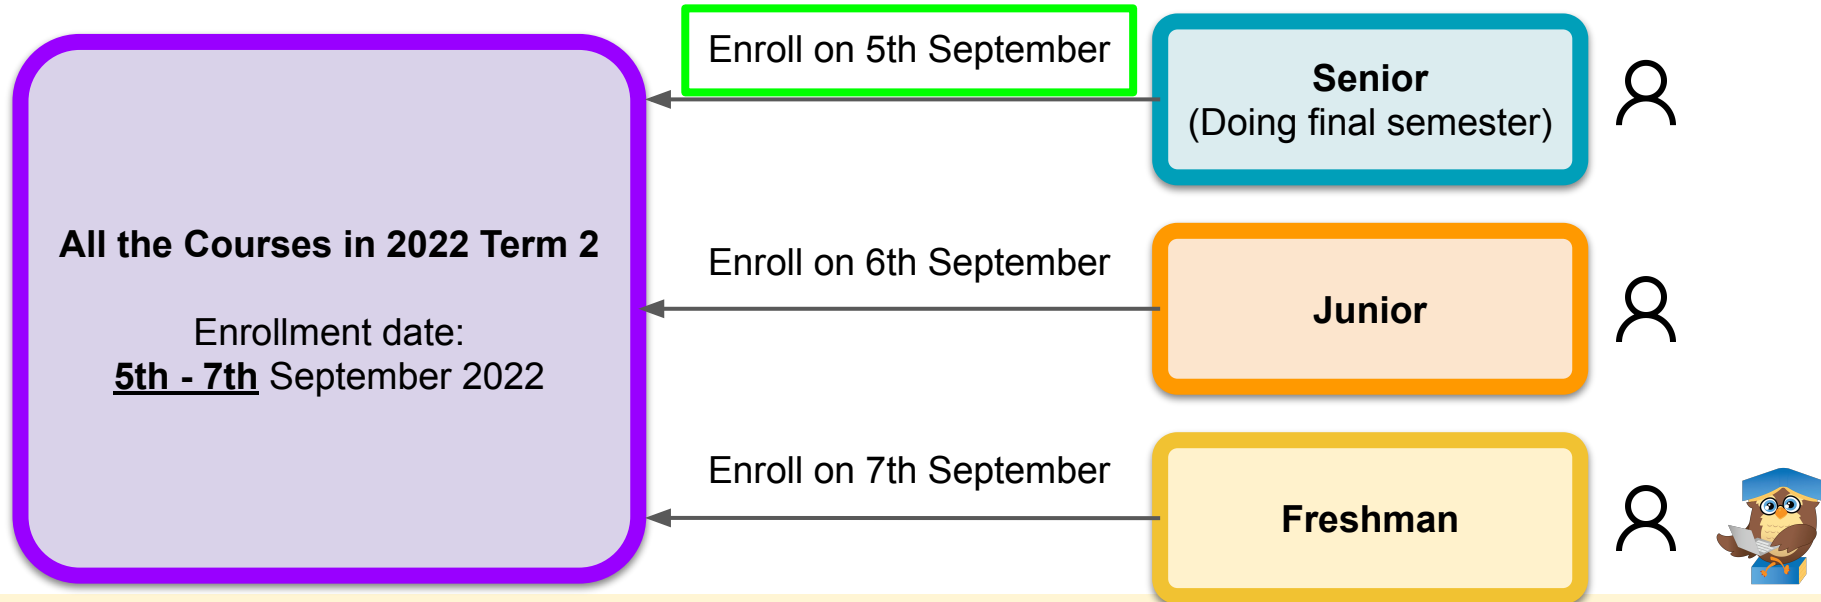 All the Courses in 2022 Term 2
Enrollment date:
5th - 7th September 2022
Enroll on 5th September
Senior
(Doing final semester)
Enroll on 6th September
Junior
Enroll on 7th September
Freshman